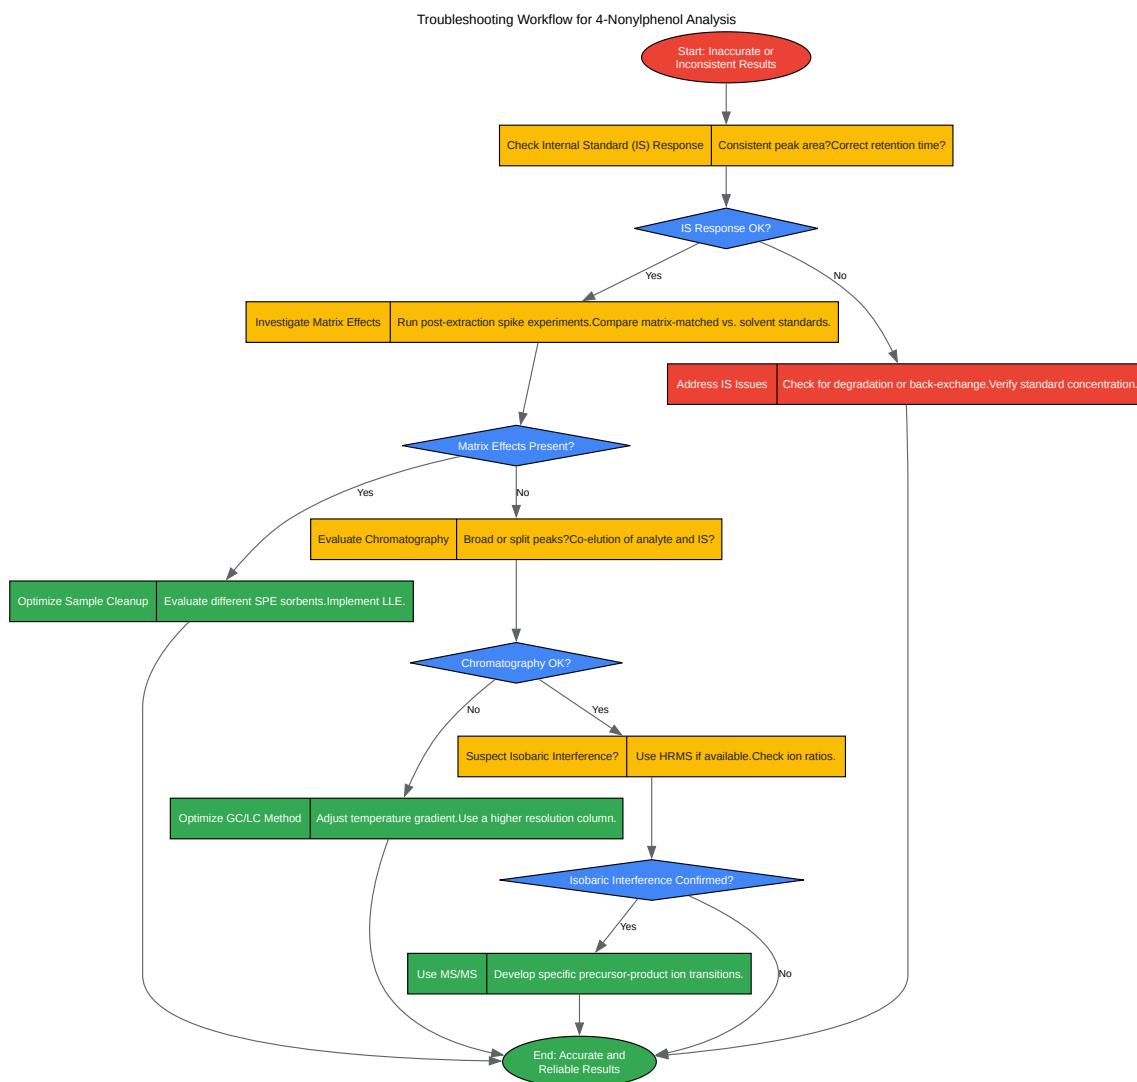 Troubleshooting Workflow for 4-Nonylphenol Analysis
Start: Inaccurate or
Inconsistent Results
Check Internal Standard (IS) Response
Consistent peak area?Correct retention time?
IS Response OK?
Yes
No
Investigate Matrix Effects
Run post-extraction spike experiments.Compare matrix-matched vs. solvent standards.
Address IS Issues
Check for degradation or back-exchange.Verify standard concentration.
Matrix Effects Present?
Yes
No
Evaluate Chromatography
Broad or split peaks?Co-elution of analyte and IS?
Optimize Sample Cleanup
Evaluate different SPE sorbents.Implement LLE.
Chromatography OK?
No
Yes
Suspect Isobaric Interference?
Use HRMS if available.Check ion ratios.
Optimize GC/LC Method
Adjust temperature gradient.Use a higher resolution column.
Isobaric Interference Confirmed?
Yes
No
Use MS/MS
Develop specific precursor-product ion transitions.
End: Accurate and
Reliable Results